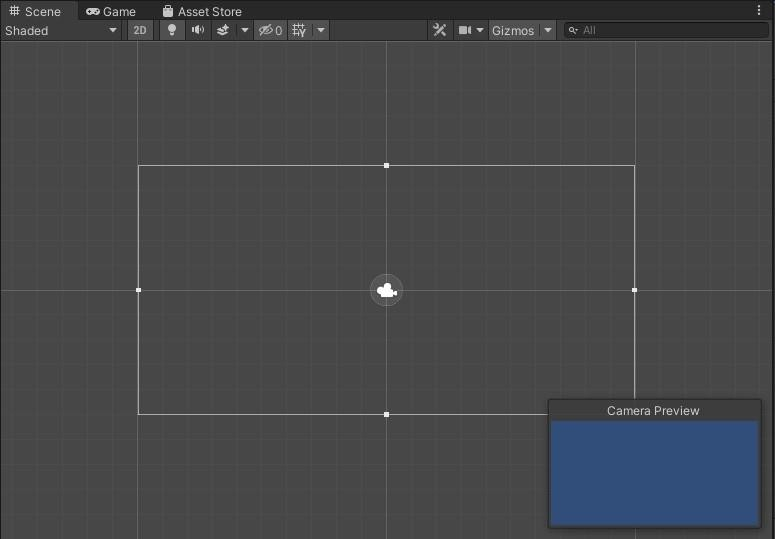 Scene Game Asset Store
Shaded 2D 0 Gizmos All
Camera Preview